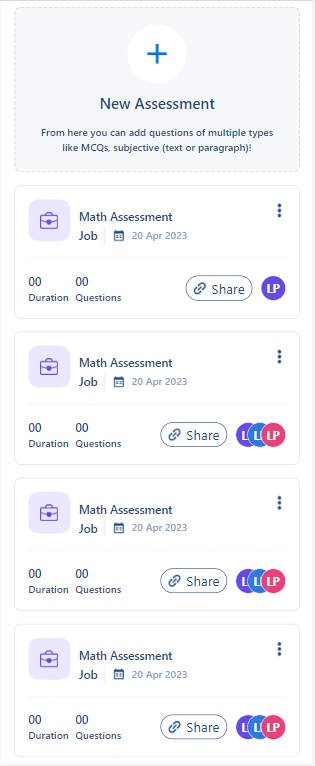 New Assessment
From here you can add questions of multiple types
like MCQs, subjective (text or paragraph)!
Math Assessment
Job 20 Apr 2023
00 00
Duration Questions
Share LP
Math Assessment
Job 20 Apr 2023
00 00
Duration Questions
Share L L LP
Math Assessment
Job 20 Apr 2023
00 00
Duration Questions
Share L L LP
Math Assessment
Job 20 Apr 2023
00 00
Duration Questions
Share L L LP